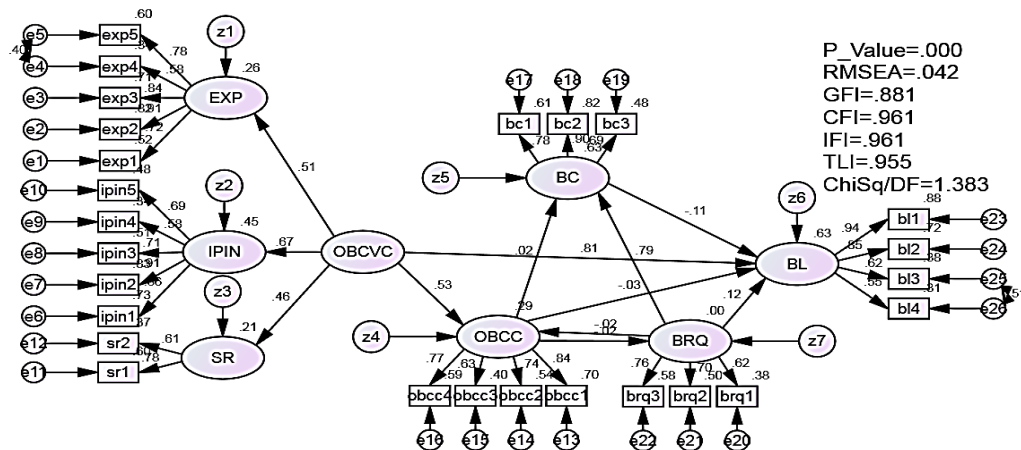 P_Value=.000
RMSEA=.042
GFI=.881
CFI=.961
IFI=.961
TLI=.955
ChiSq/DF=1.383
.60
e5
exp5
.40
e4
exp4
e3
exp3
e2
exp2
e1
exp1
.78
.58
.84
.52
z1
.26
EXP
.51
e10
ipin5
e9
ipin4
e8
ipin3
e7
ipin2
e6
ipin1
.69
.58
.71
.73
z2
.45
IPIN
.67
OBCVC
z3
.21
SR
.46
e12
sr2
e11
sr1
.61
.78
e17
e18
e19
.61
.82
.48
bc1
bc2
bc3
.78
.90
.63
z5
BC
-.11
.02
.81
.79
.53
z6
.63
BL
.88
.94
bl1
e23
.72
bl2
e24
.62
bl3
e25
.55
bl4
e26
-.03
.12
.00
.29
z4
OBCC
-.02
BRQ
z7
.77
.63
.74
.84
.59
.40
.54
.70
obcc4
obcc3
obcc2
obcc1
e16
e15
e14
e13
.76
.70
.62
.58
.50
.38
brq3
brq2
brq1
e22
e21
e20